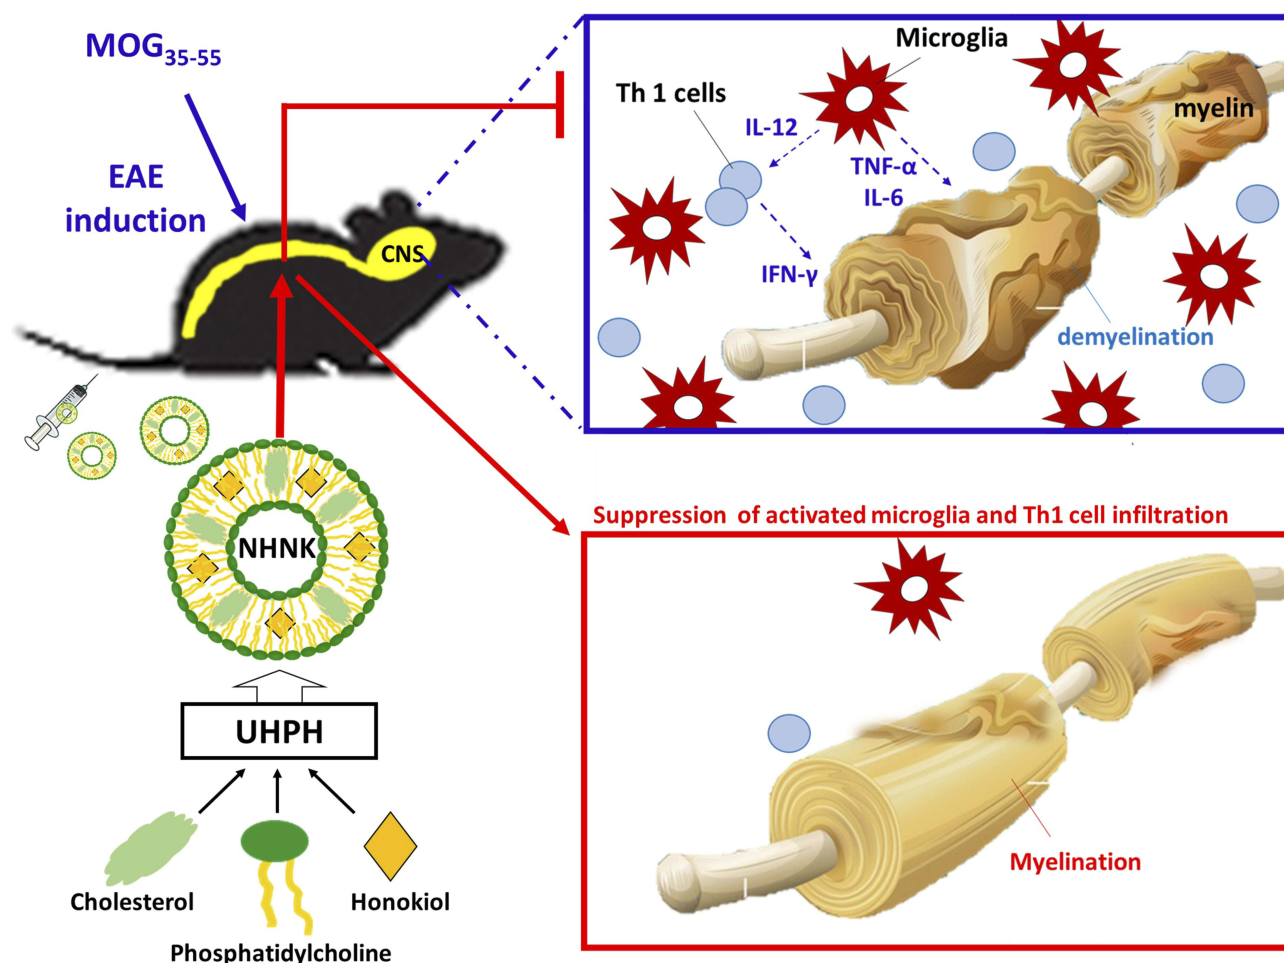 MOG35-55
EAE
induction
CNS
Microglia
Th 1 cells
myelin
IL-12
TNF-α
IL-6
IFN-γ
demyelination
NHNK
UHPH
Cholesterol
Honokiol
Phosphatidylcholine
Suppression of activated microglia and Th1 cell infiltration
Myelination